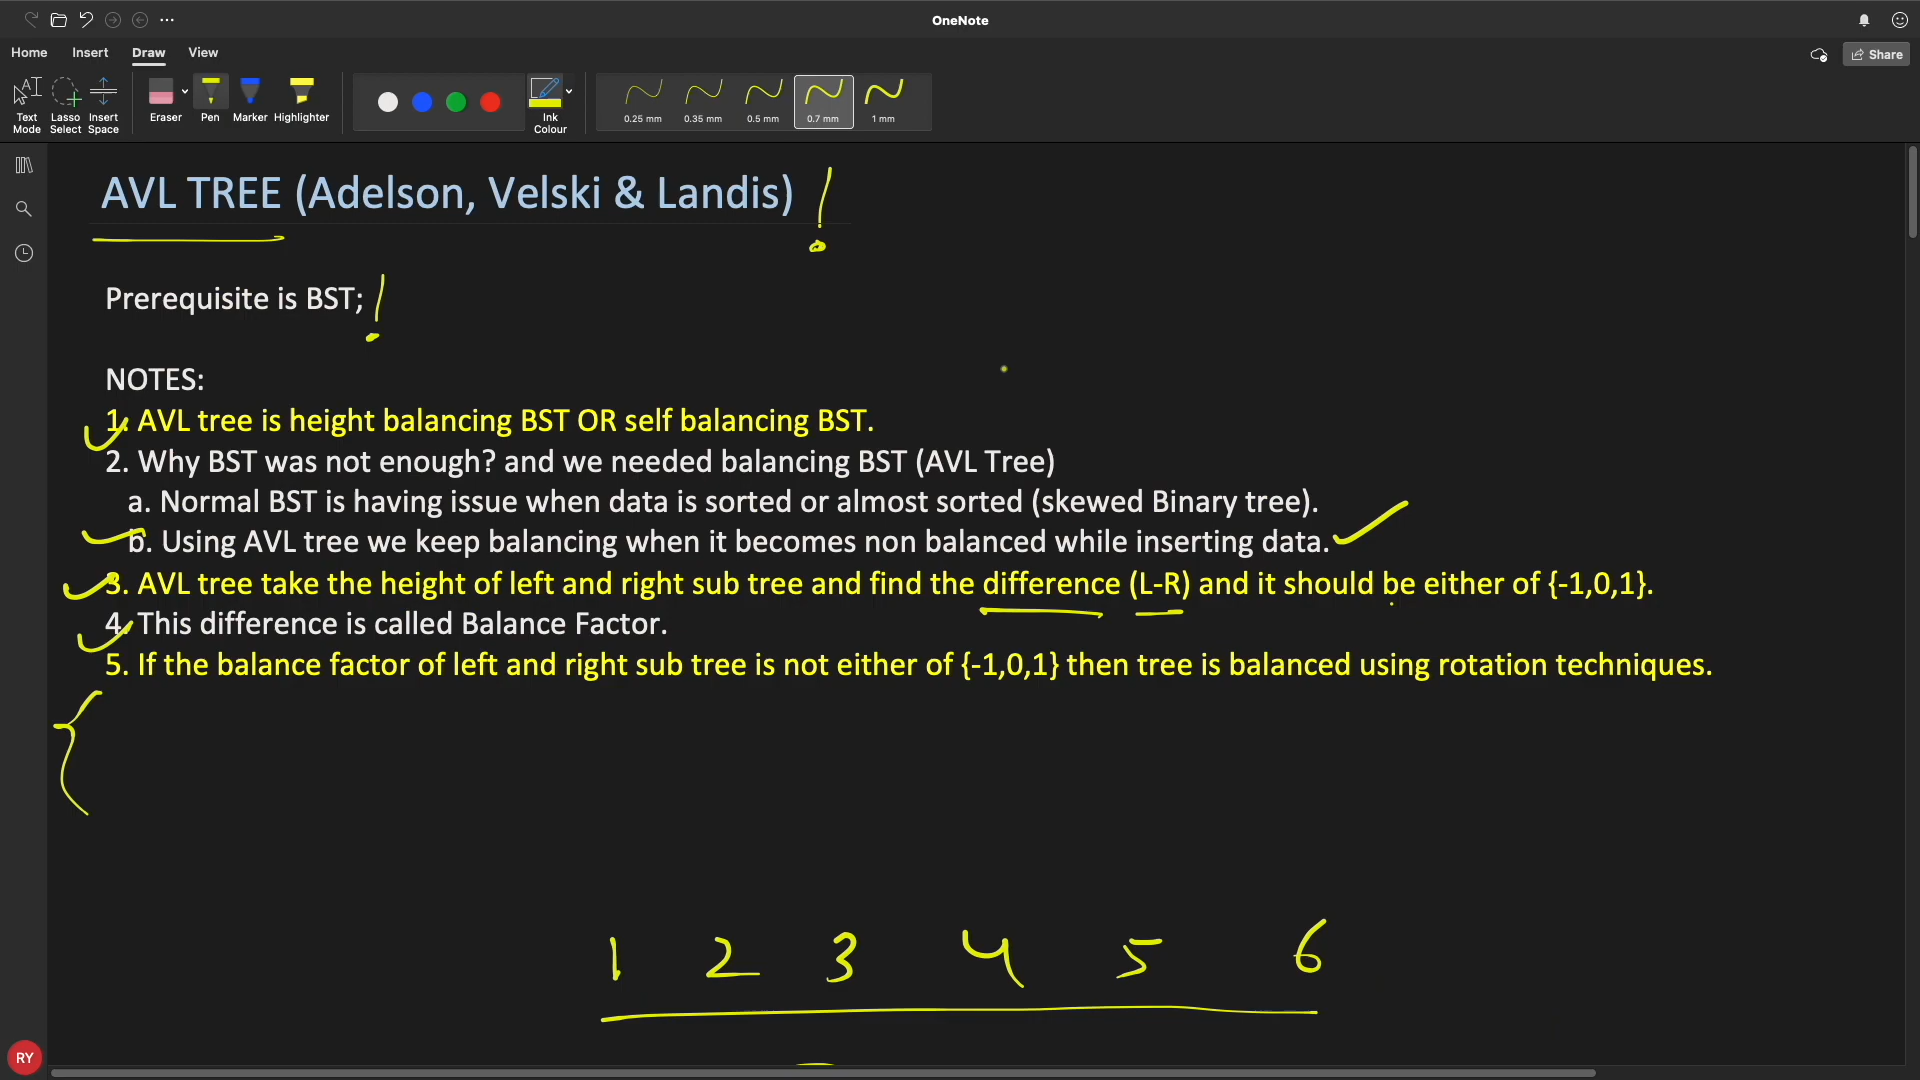 OneNote
Home Insert Draw View
Share
Text Mode
Lasso Select
Insert Space
Eraser
Pen
Marker
Highlighter
Ink Colour
0.25 mm
0.35 mm
0.5 mm
0.7 mm
1 mm
AVL TREE (Adelson, Velski & Landis) !
Prerequisite is BST; !
NOTES:
1. AVL tree is height balancing BST OR self balancing BST.
2. Why BST was not enough? and we needed balancing BST (AVL Tree)
a. Normal BST is having issue when data is sorted or almost sorted (skewed Binary tree).
b. Using AVL tree we keep balancing when it becomes non balanced while inserting data.
3. AVL tree take the height of left and right sub tree and find the difference (L-R) and it should be either of {-1,0,1}.
4. This difference is called Balance Factor.
5. If the balance factor of left and right sub tree is not either of {-1,0,1} then tree is balanced using rotation techniques.
{
1 2 3 4 5 6
RY